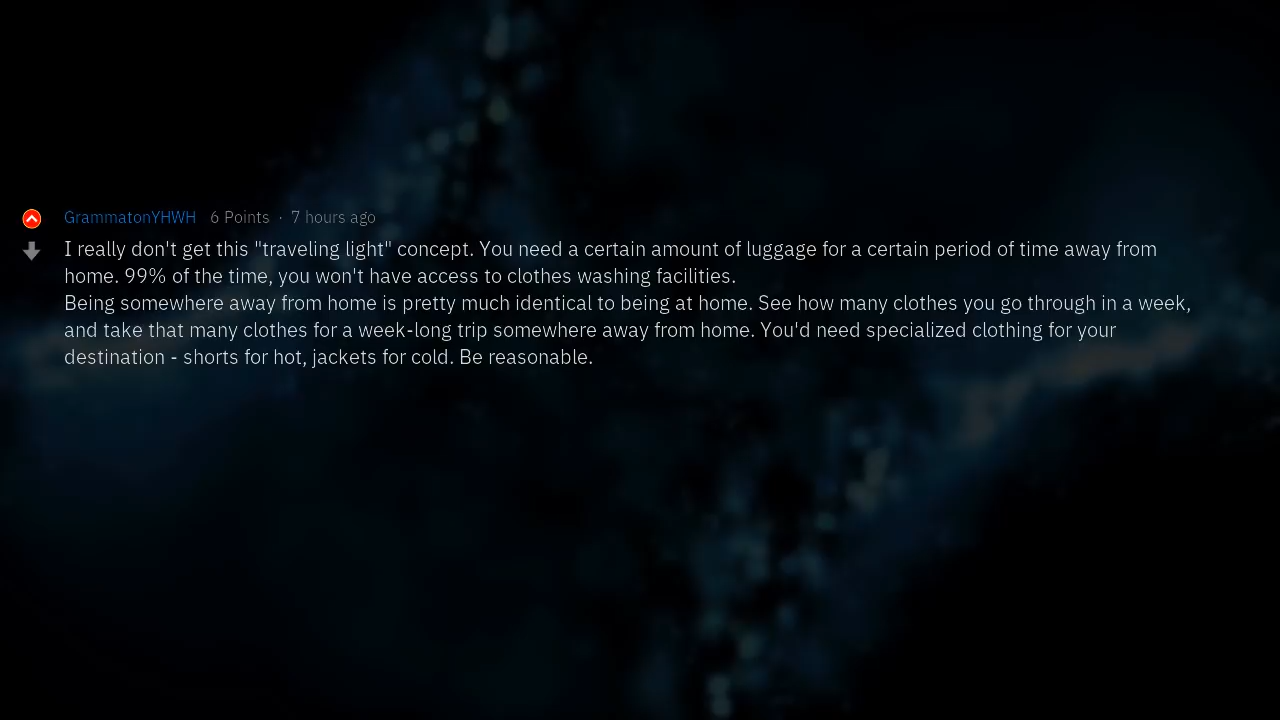 GrammatonYHWH 6 Points · 7 hours ago
I really don't get this "traveling light" concept. You need a certain amount of luggage for a certain period of time away from
home. 99% of the time, you won't have access to clothes washing facilities.
Being somewhere away from home is pretty much identical to being at home. See how many clothes you go through in a week,
and take that many clothes for a week-long trip somewhere away from home. You'd need specialized clothing for your
destination - shorts for hot, jackets for cold. Be reasonable.